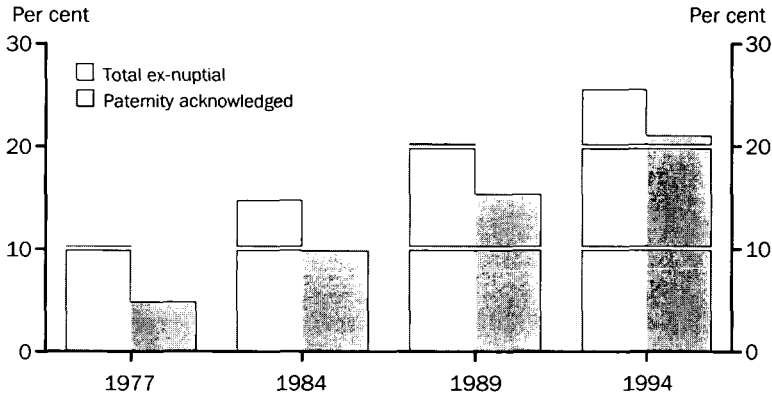 Per cent Per cent
30 30
Total ex-nuptial
Paternity acknowledged
20 20
10 10
0 0
1977 1984 1989 1994